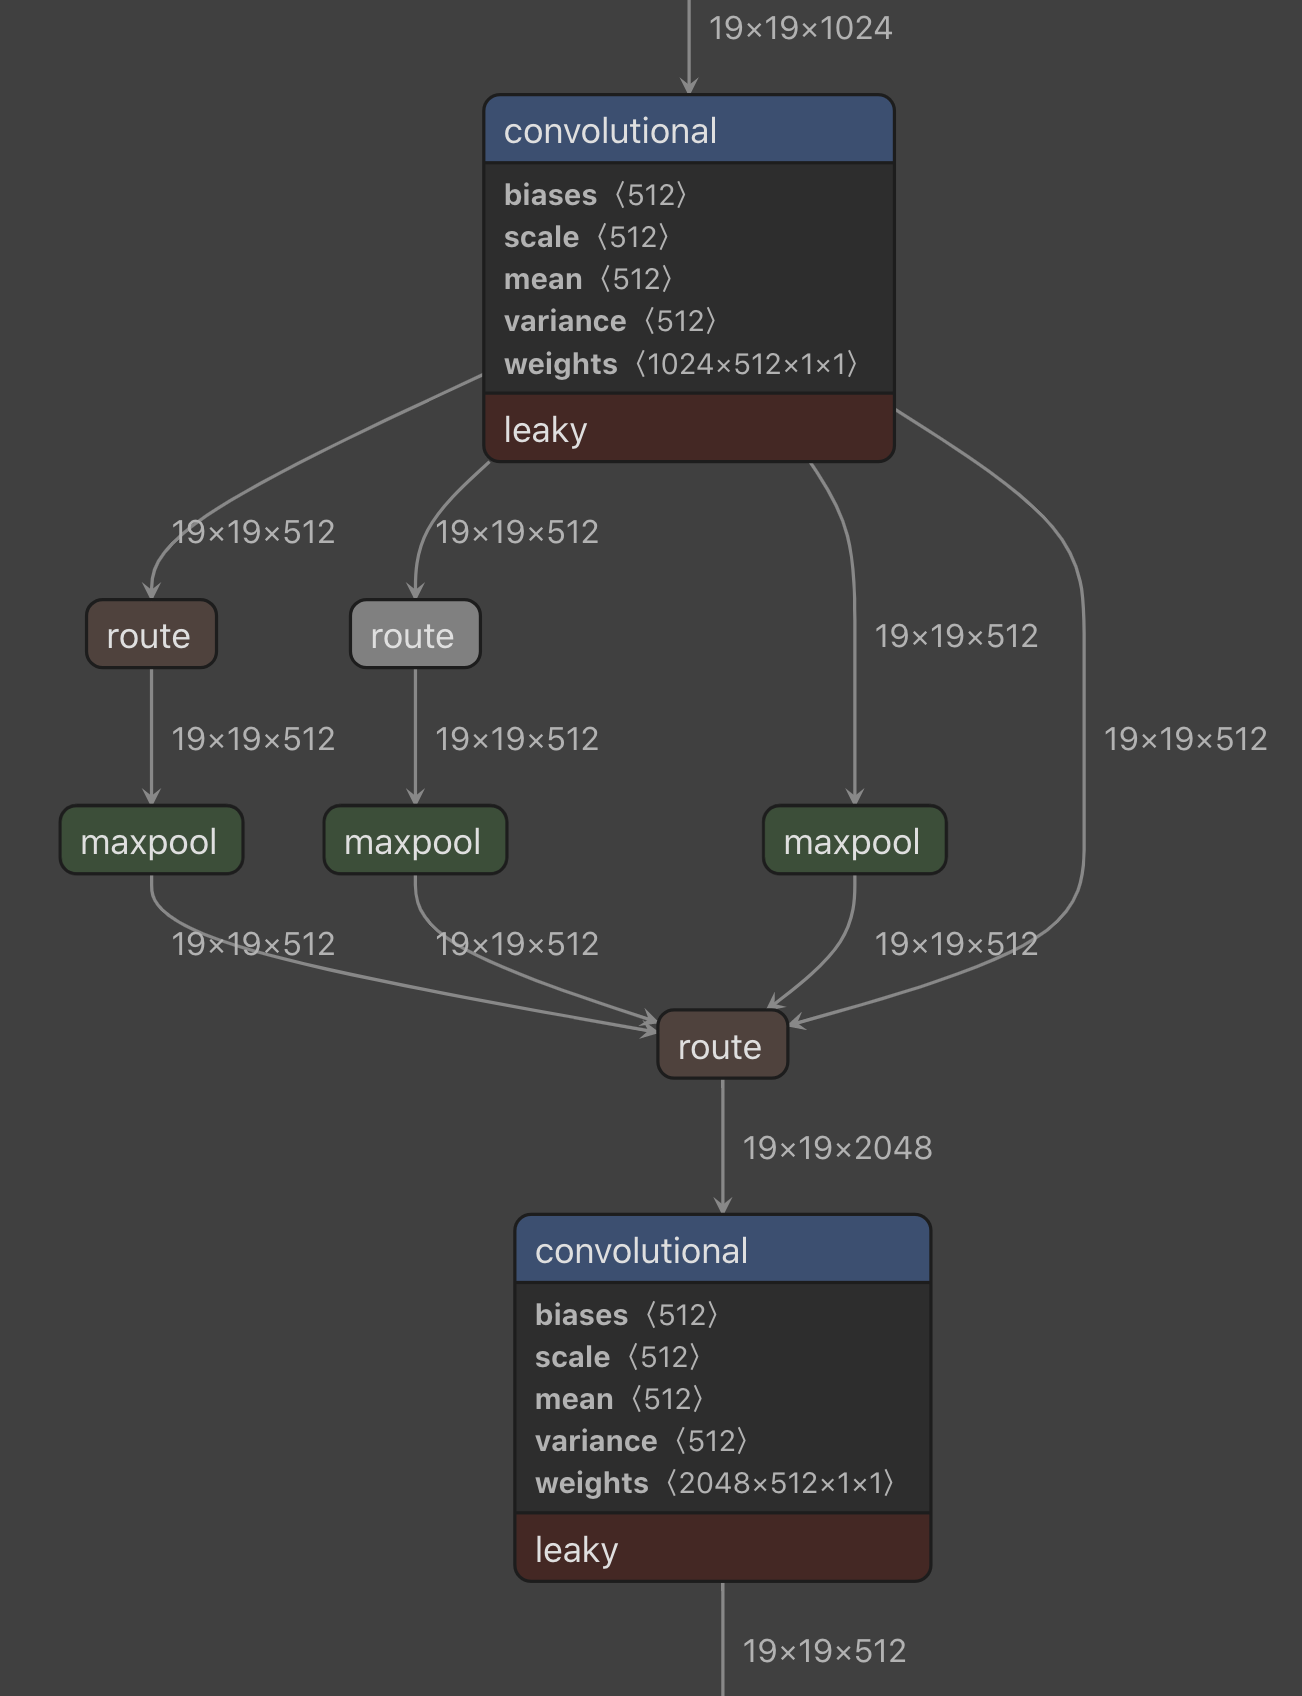 19×19×1024
convolutional
biases 〈512〉
scale 〈512〉
mean 〈512〉
variance 〈512〉
weights 〈1024×512×1×1〉
leaky
19×19×512
19×19×512
route
route
19×19×512
19×19×512
19×19×512
19×19×512
maxpool
maxpool
maxpool
19×19×512
19×19×512
19×19×512
route
19×19×2048
convolutional
biases 〈512〉
scale 〈512〉
mean 〈512〉
variance 〈512〉
weights 〈2048×512×1×1〉
leaky
19×19×512